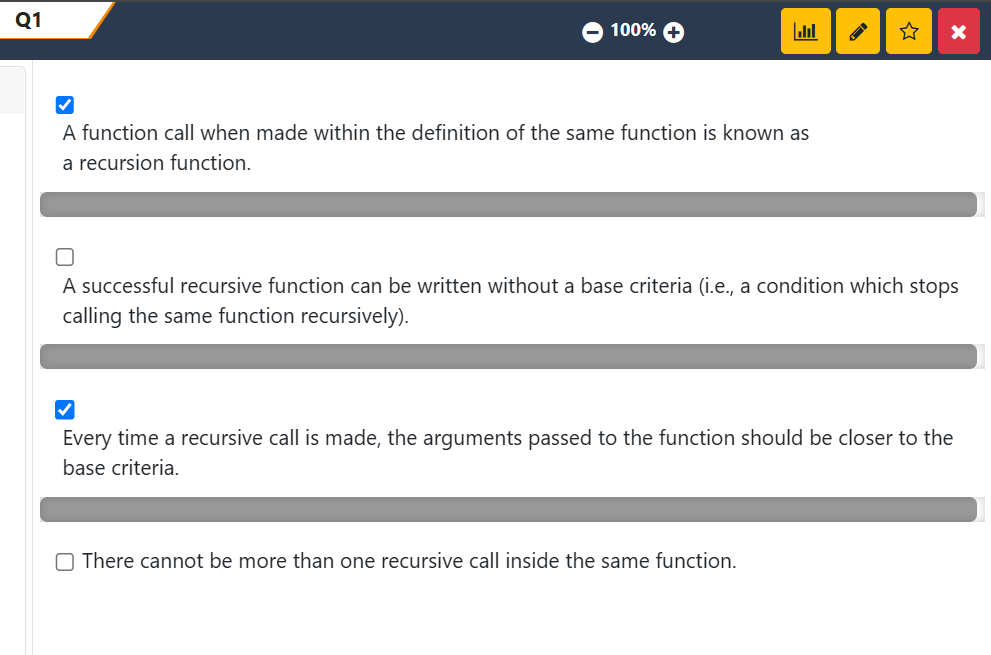 Q1
100%
A function call when made within the definition of the same function is known as
a recursion function.
A successful recursive function can be written without a base criteria (i.e., a condition which stops
calling the same function recursively).
Every time a recursive call is made, the arguments passed to the function should be closer to the
base criteria.
There cannot be more than one recursive call inside the same function.